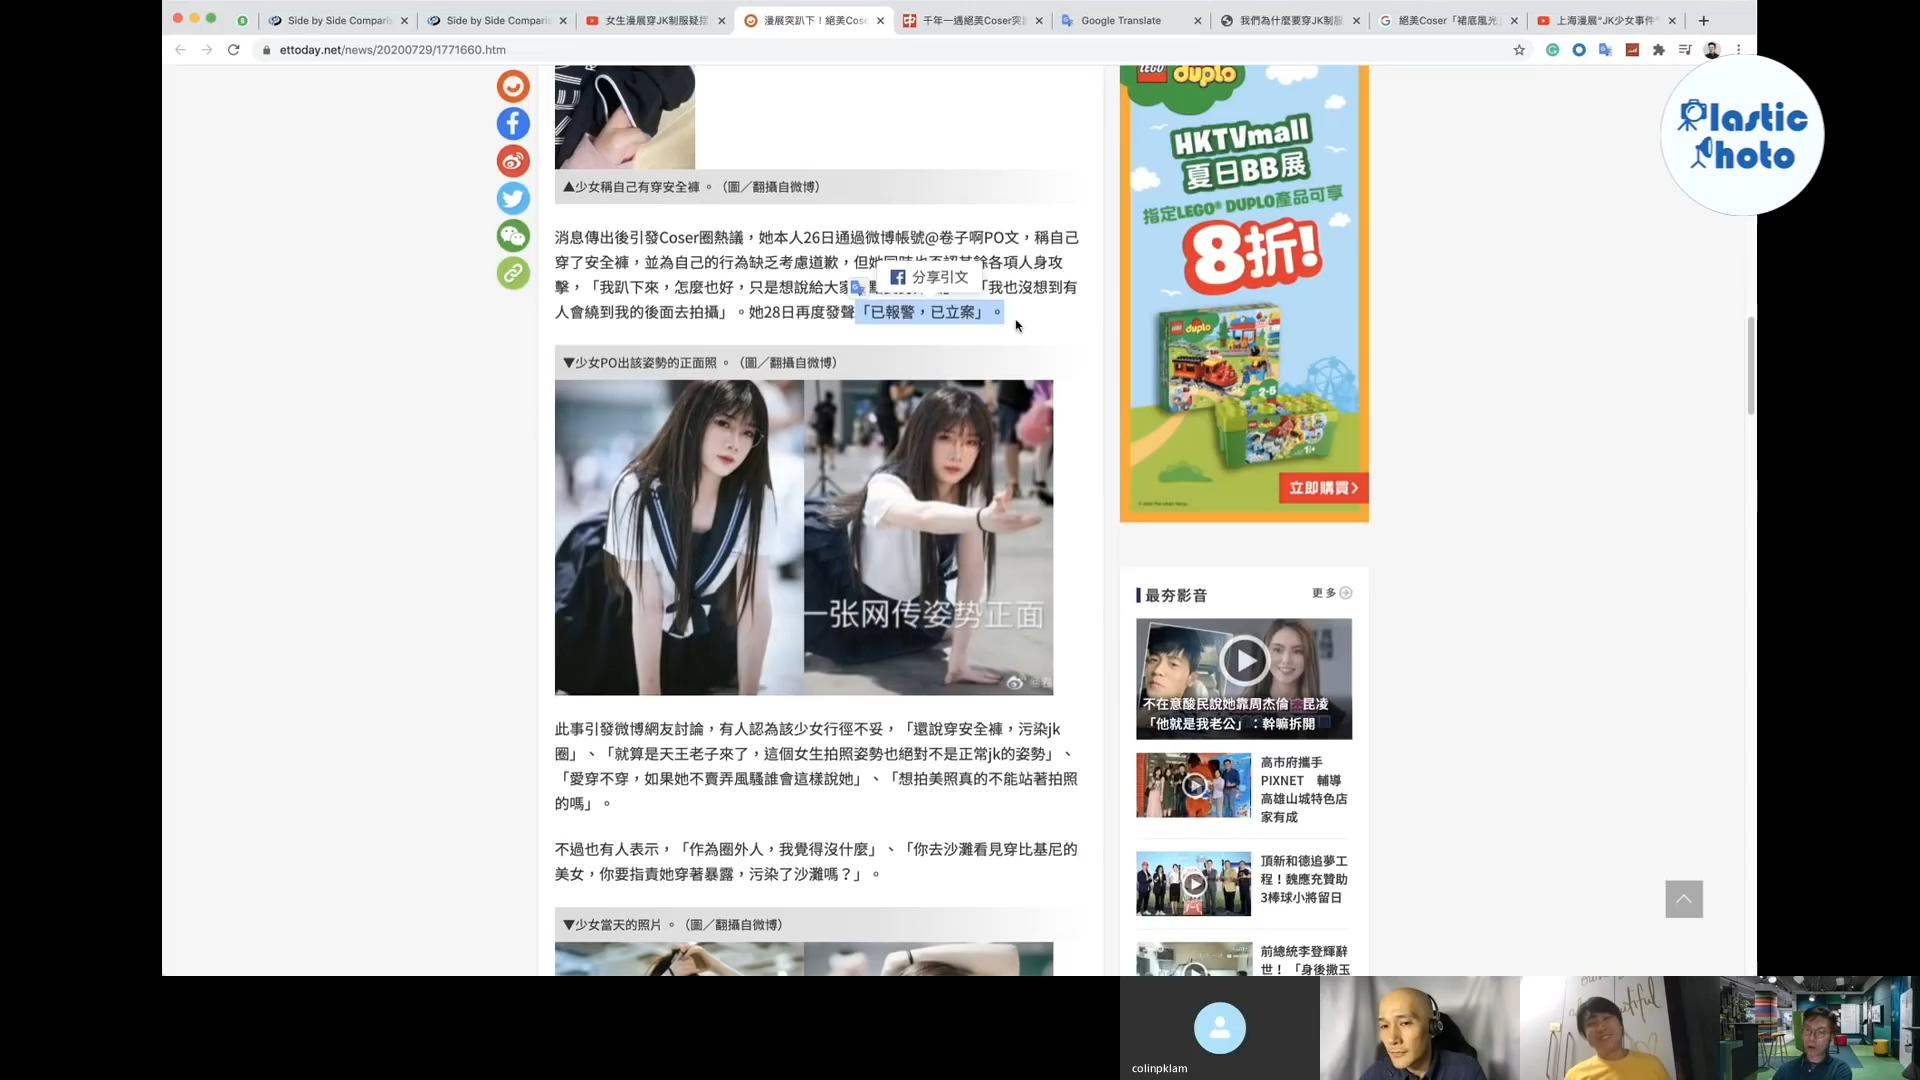 Side by Side Comparis
Side by Side Comparis
女生漫展穿JK制服疑擺
漫展突趴下！絕美Cose
千年一遇絕美Coser突
Google Translate
我們為什麼要穿JK制服
絕美Coser「裙底風光」
上海漫展“JK少女事件”
ettoday.net/news/20200729/1771660.htm
Plastic
Photo
▲少女稱自己有穿安全褲。（圖／翻攝自微博）
消息傳出後引發Coser圈熱議，她本人26日通過微博帳號@卷子啊PO文，稱自己
穿了安全褲，並為自己的行為缺乏考慮道歉，但她
各項人身攻
分享引文
擊，「我趴下來，怎麼也好，只是想說給大家
「我也沒想到有
人會繞到我的後面去拍攝」。她28日再度發聲「已報警，已立案」。
▼少女PO出該姿勢的正面照。（圖／翻攝自微博）
一张网传姿势正面
此事引發微博網友討論，有人認為該少女行徑不妥，「還說穿安全褲，污染jk
圈」、「就算是天王老子來了，這個女生拍照姿勢也絕對不是正常jk的姿勢」、
「愛穿不穿，如果她不賣弄風騷誰會這樣說她」、「想拍美照真的不能站著拍照
的嗎」。
不過也有人表示，「作為圈外人，我覺得沒什麼」、「你去沙灘看見穿比基尼的
美女，你要指責她穿著暴露，污染了沙灘嗎？」。
▼少女當天的照片。（圖／翻攝自微博）
LEGO
duplo
HKTVmall
夏日BB展
指定LEGO® DUPLO產品可享
8折!
duplo
2-5
1½
立即購買
最夯影音
更多
不在意酸民說她靠周杰倫　昆凌
「他就是我老公」：幹嘛拆開
高市府攜手
PIXNET　輔導
高雄山城特色店
家有成
頂新和德追夢工
程！魏應充贊助
3棒球小將留日
前總統李登輝辭
世！「身後撒玉
colinpklam